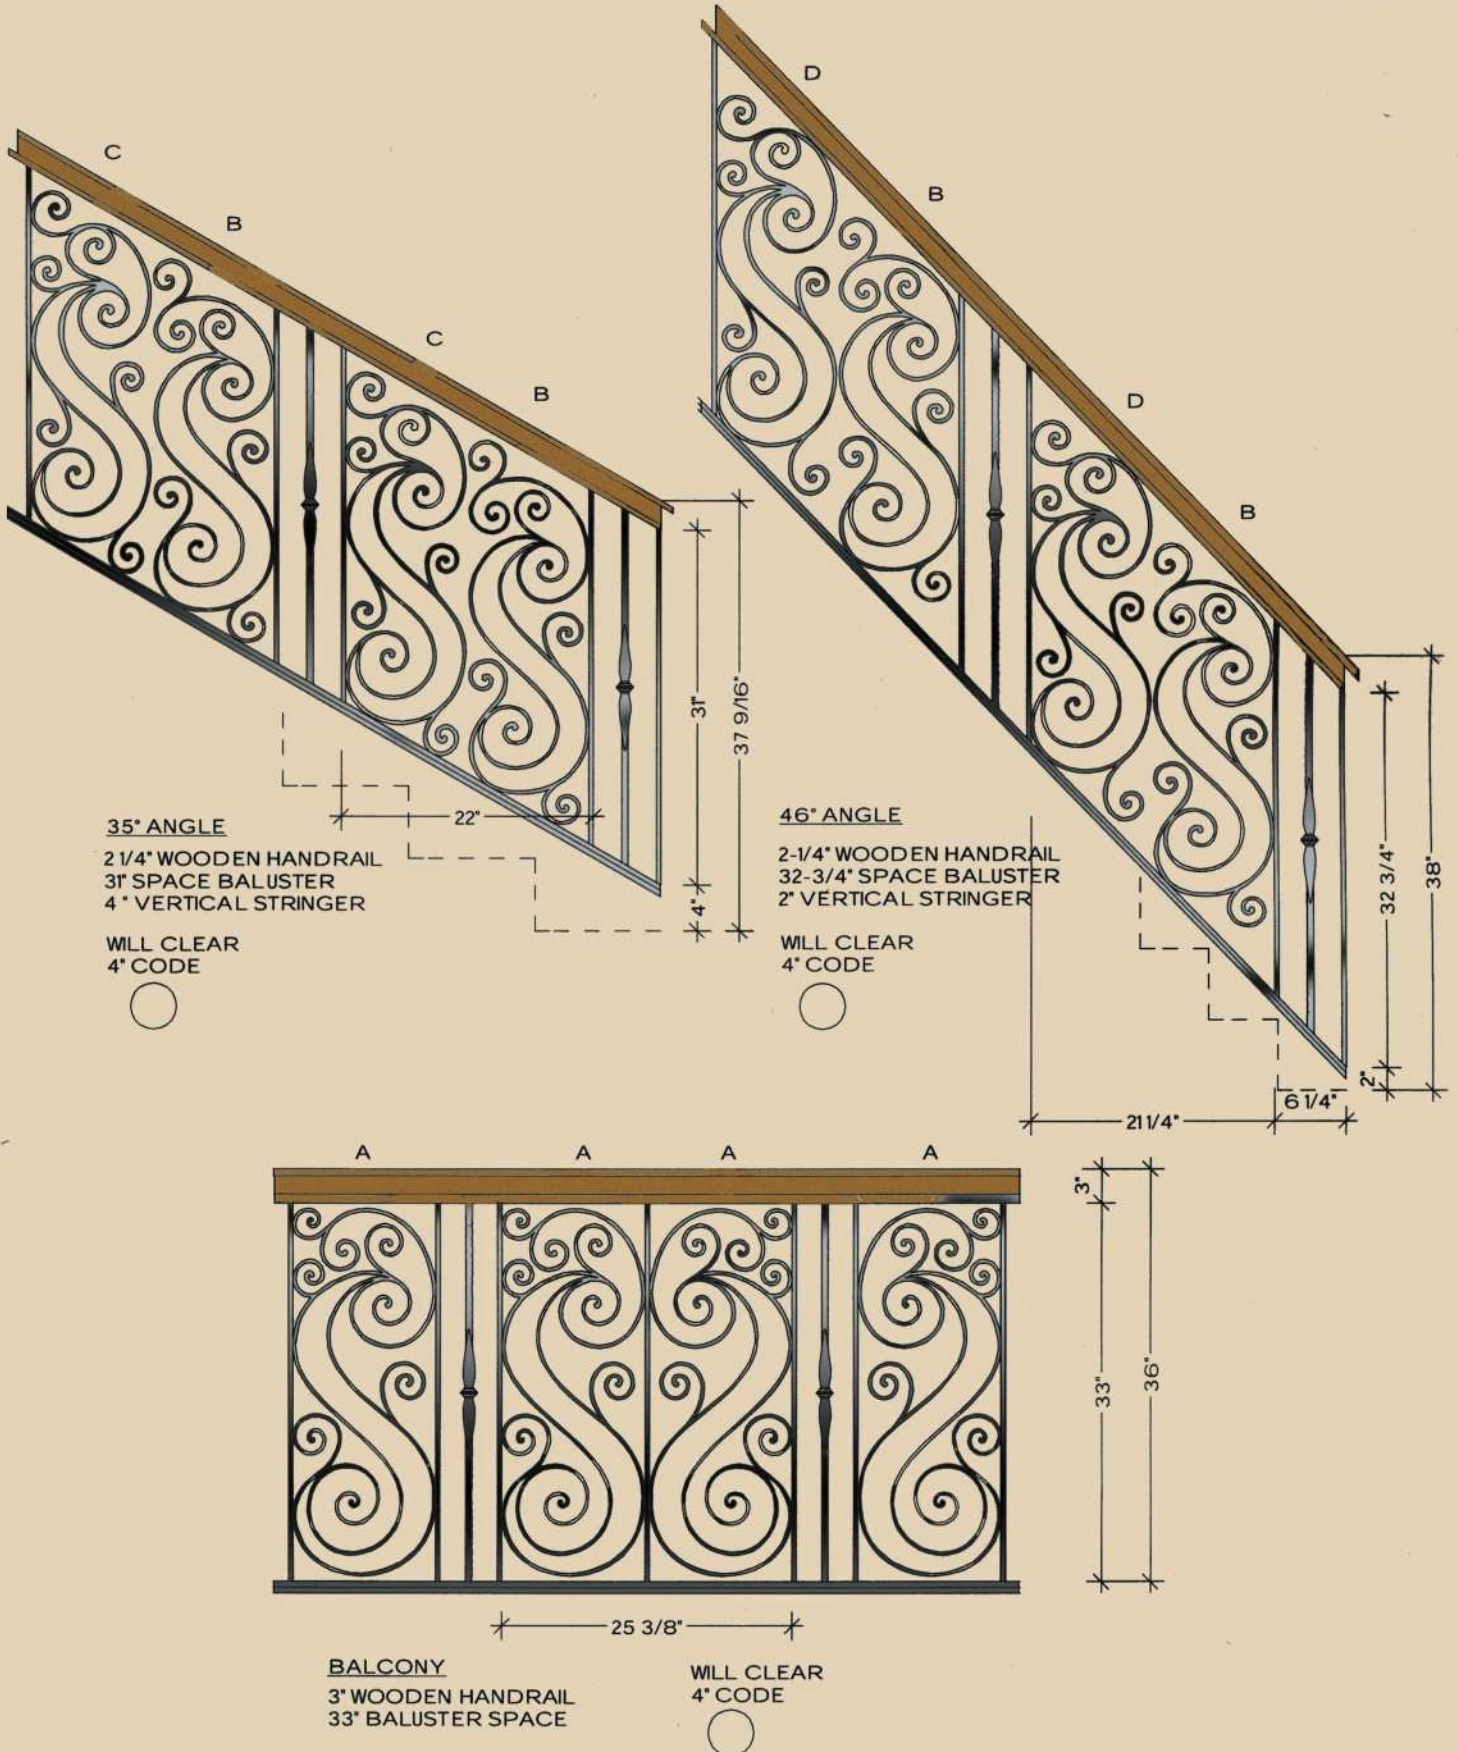 D
C
B
B
C
D
B
B
31"
37 9/16"
4"
22"
35° ANGLE
2 1/4" WOODEN HANDRAIL
31" SPACE BALUSTER
4" VERTICAL STRINGER
WILL CLEAR
4" CODE
46° ANGLE
2-1/4" WOODEN HANDRAIL
32-3/4" SPACE BALUSTER
2" VERTICAL STRINGER
WILL CLEAR
4" CODE
32 3/4"
38"
2"
6 1/4"
21 1/4"
A
A
A
A
3"
33"
36"
25 3/8"
BALCONY
3" WOODEN HANDRAIL
33" BALUSTER SPACE
WILL CLEAR
4" CODE